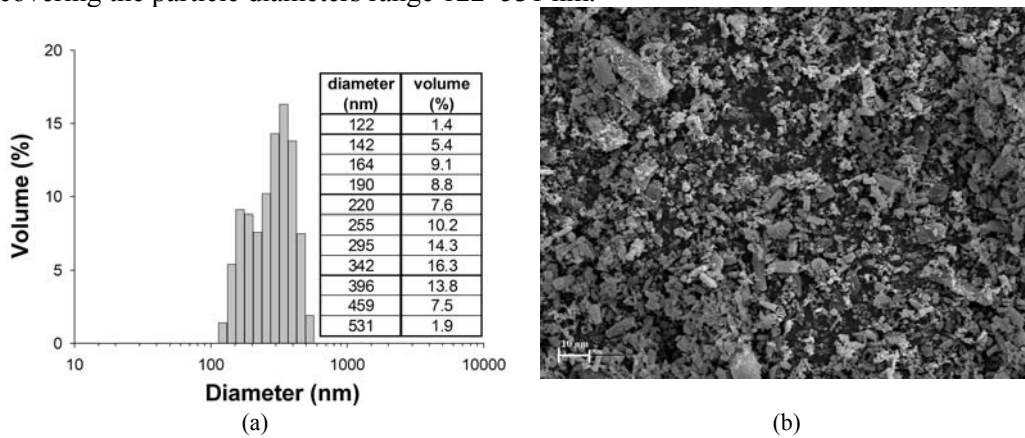 covering the particle diameters range 122–531 nm.
20
15
10
5
0
Volume (%)
10
100
1000
10000
Diameter (nm)
diameter (nm) volume (%)
122 1.4
142 5.4
164 9.1
190 8.8
220 7.6
255 10.2
295 14.3
342 16.3
396 13.8
459 7.5
531 1.9
10 μm
(a)
(b)